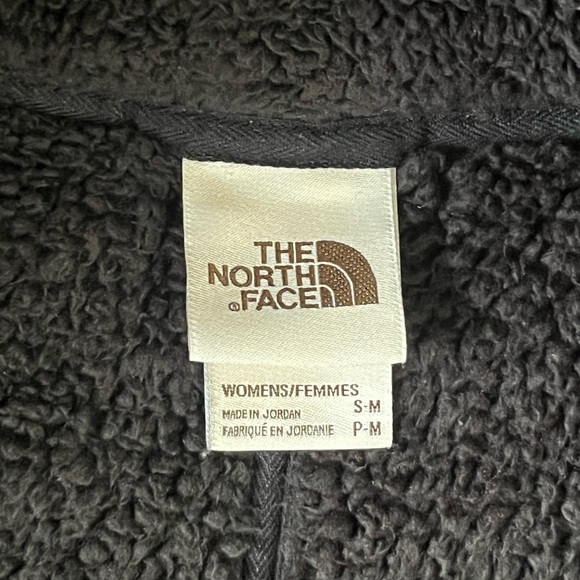 THE
NORTH
®FACE
WOMENS/FEMMES
S-M
MADE IN JORDAN
FABRIQUÉ EN JORDANIE P-M